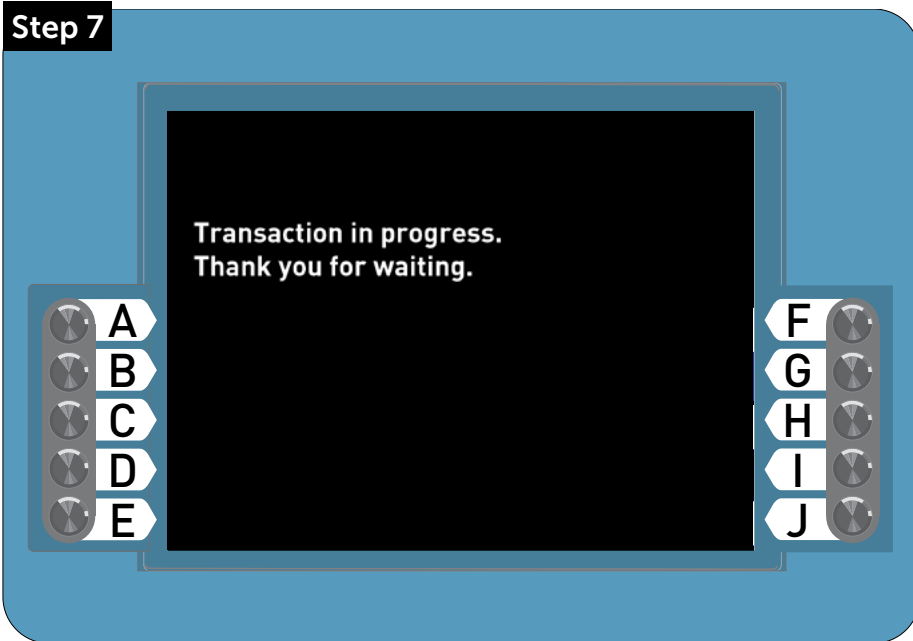 Step 7
Transaction in progress.
Thank you for waiting.
A
B
C
D
E
F
G
H
I
J